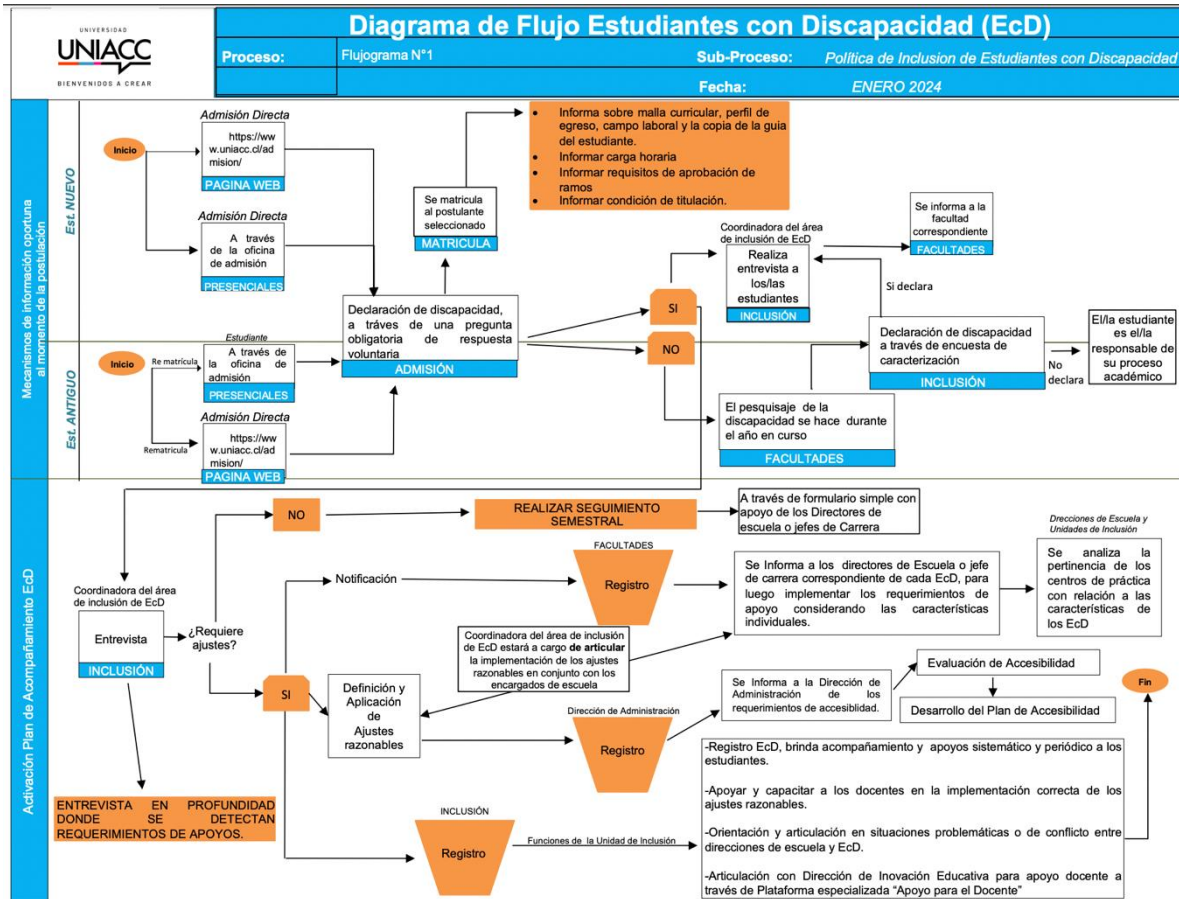 UNIVERSIDAD
UNIACC
BIENVENIDOS A CREAR
Diagrama de Flujo Estudiantes con Discapacidad (EcD)
Proceso:
Flujograma N°1
Sub-Proceso:
Política de Inclusion de Estudiantes con Discapacidad
Fecha:
ENERO 2024
Mecanismos de información oportuna
al momento de la postulación
Est. NUEVO
Inicio
Admisión Directa
https://ww
w.uniacc.cl/ad
mision/
PAGINA WEB
Admisión Directa
A través
de la oficina
de admisión
PRESENCIALES
Se matricula
al postulante
seleccionado
MATRICULA
• Informa sobre malla curricular, perfil de
egreso, campo laboral y la copia de la guia
del estudiante.
• Informar carga horaria
• Informar requisitos de aprobación de
ramos
• Informar condición de titulación.
Declaración de discapacidad,
a tráves de una pregunta
obligatoria de respuesta
voluntaria
ADMISIÓN
SI
NO
Coordinadora del área
de inclusión de EcD
Realiza
entrevista a
los/las
estudiantes
INCLUSIÓN
Se informa a la
facultad
correspondiente
FACULTADES
Si declara
Declaración de discapacidad
a través de encuesta de
caracterización
INCLUSIÓN
No
declara
El/la estudiante
es el/la
responsable de
su proceso
académico
Est. ANTIGUO
Inicio
Re matrícula
Estudiante
A través de
la oficina de
admisión
PRESENCIALES
Rematricula
Admisión Directa
https://ww
w.uniacc.cl/ad
mision/
PAGINA WEB
El pesquisaje de la
discapacidad se hace durante
el año en curso
FACULTADES
Activación Plan de Acompañamiento EcD
Coordinadora del área
de inclusión de EcD
Entrevista
INCLUSIÓN
¿Requiere
ajustes?
NO
REALIZAR SEGUIMIENTO
SEMESTRAL
A través de formulario simple con
apoyo de los Directores de
escuela o jefes de Carrera
SI
Notificación
FACULTADES
Registro
Se Informa a los directores de Escuela o jefe
de carrera correspondiente de cada EcD, para
luego implementar los requerimientos de
apoyo considerando las características
individuales.
Direcciones de Escuela y
Unidades de Inclusión
Se analiza la
pertinencia de los
centros de práctica
con relación a las
características de
los EcD
Coordinadora del área de inclusión
de EcD estará a cargo de articular
la implementación de los ajustes
razonables en conjunto con los
encargados de escuela
Definición y
Aplicación
de
Ajustes
razonables
Dirección de Administración
Registro
Se Informa a la Dirección de
Administración de los
requerimientos de accesiblidad.
Evaluación de Accesibilidad
Desarrollo del Plan de Accesibilidad
Fin
ENTREVISTA EN PROFUNDIDAD
DONDE SE DETECTAN
REQUERIMIENTOS DE APOYOS.
INCLUSIÓN
Registro
Funciones de la Unidad de Inclusión
-Registro EcD, brinda acompañamiento y apoyos sistemático y periódico a los
estudiantes.
-Apoyar y capacitar a los docentes en la implementación correcta de los
ajustes razonables.
-Orientación y articulación en situaciones problemáticas o de conflicto entre
direcciones de escuela y EcD.
-Articulación con Dirección de Inovación Educativa para apoyo docente a
través de Plataforma especializada “Apoyo para el Docente”